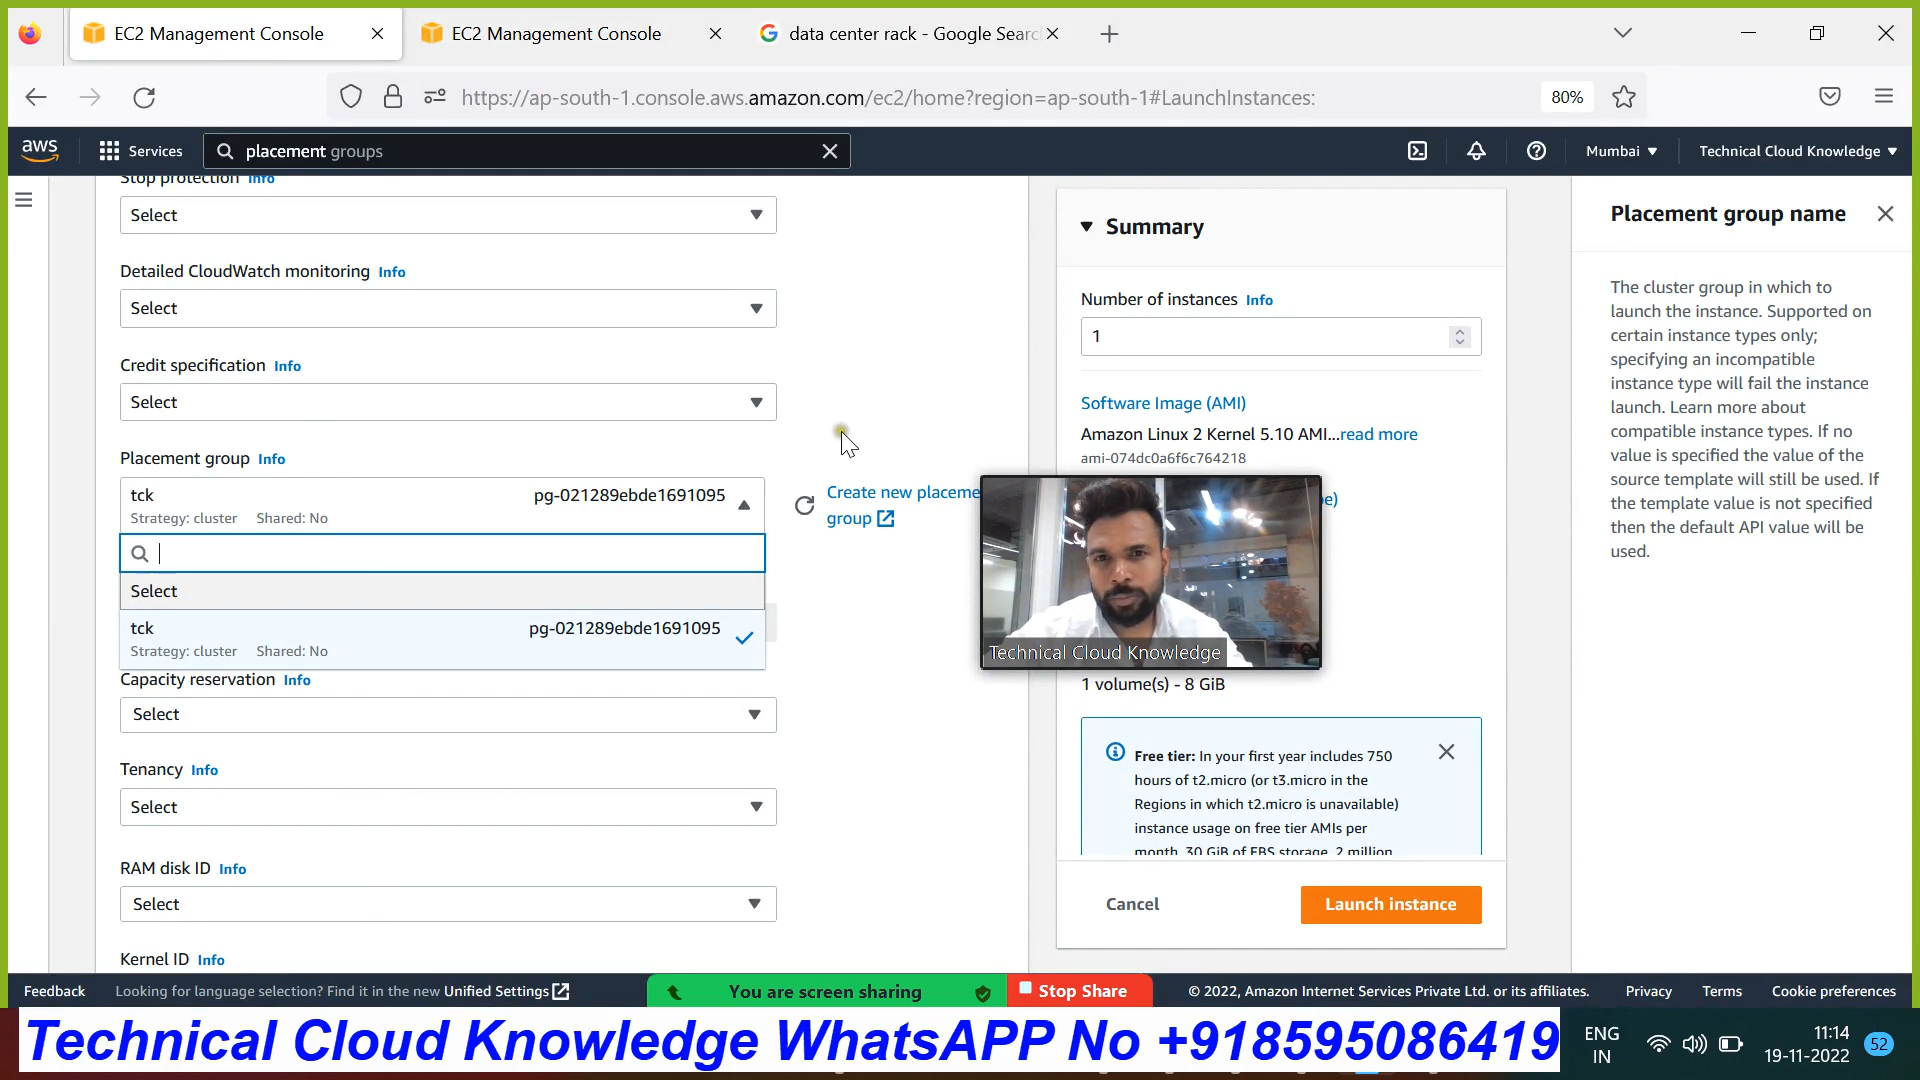 EC2 Management Console
EC2 Management Console
data center rack - Google Searc
https://ap-south-1.console.aws.amazon.com/ec2/home?region=ap-south-1#LaunchInstances:
80%
aws
Services
placement groups
Mumbai
Technical Cloud Knowledge
Stop protection Info
Select
Detailed CloudWatch monitoring Info
Select
Credit specification Info
Select
Placement group Info
tck pg-021289ebde1691095
Strategy: cluster Shared: No
Create new placeme
group
Select
tck pg-021289ebde1691095
Strategy: cluster Shared: No
Capacity reservation Info
Select
Tenancy Info
Select
RAM disk ID Info
Select
Kernel ID Info
Summary
Number of instances Info
1
Software Image (AMI)
Amazon Linux 2 Kernel 5.10 AMI...read more
ami-074dc0a6f6c764218
Technical Cloud Knowledge
1 volume(s) - 8 GiB
Free tier: In your first year includes 750
hours of t2.micro (or t3.micro in the
Regions in which t2.micro is unavailable)
instance usage on free tier AMIs per
month, 30 GiB of EBS storage, 2 million
Cancel
Launch instance
Placement group name
The cluster group in which to
launch the instance. Supported on
certain instance types only;
specifying an incompatible
instance type will fail the instance
launch. Learn more about
compatible instance types. If no
value is specified the value of the
source template will still be used. If
the template value is not specified
then the default API value will be
used.
Feedback
Looking for language selection? Find it in the new Unified Settings
You are screen sharing
Stop Share
© 2022, Amazon Internet Services Private Ltd. or its affiliates.
Privacy
Terms
Cookie preferences
Technical Cloud Knowledge WhatsAPP No +918595086419
ENG
IN
11:14
19-11-2022
52